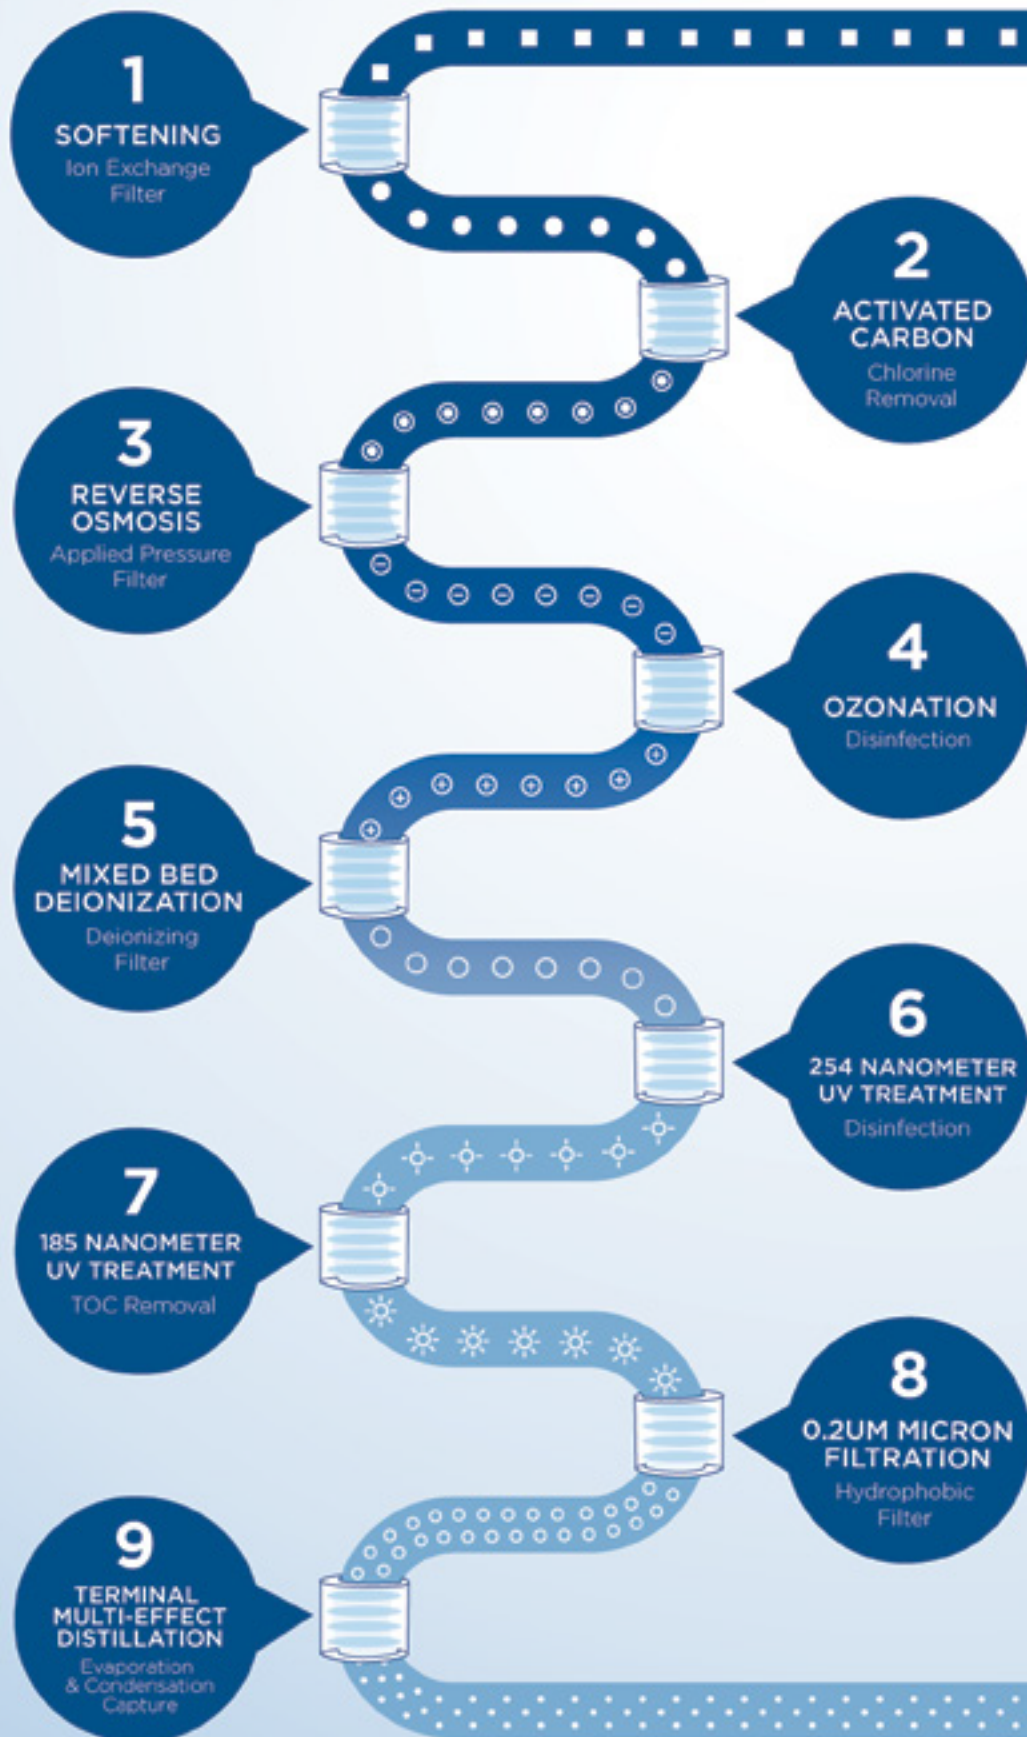 1
SOFTENING
Ion Exchange
Filter
2
ACTIVATED
CARBON
Chlorine
Removal
3
REVERSE
OSMOSIS
Applied Pressure
Filter
4
OZONATION
Disinfection
5
MIXED BED
DEIONIZATION
Deionizing
Filter
6
254 NANOMETER
UV TREATMENT
Disinfection
7
185 NANOMETER
UV TREATMENT
TOC Removal
8
0.2UM MICRON
FILTRATION
Hydrophobic
Filter
9
TERMINAL
MULTI-EFFECT
DISTILLATION
Evaporation
& Condensation
Capture